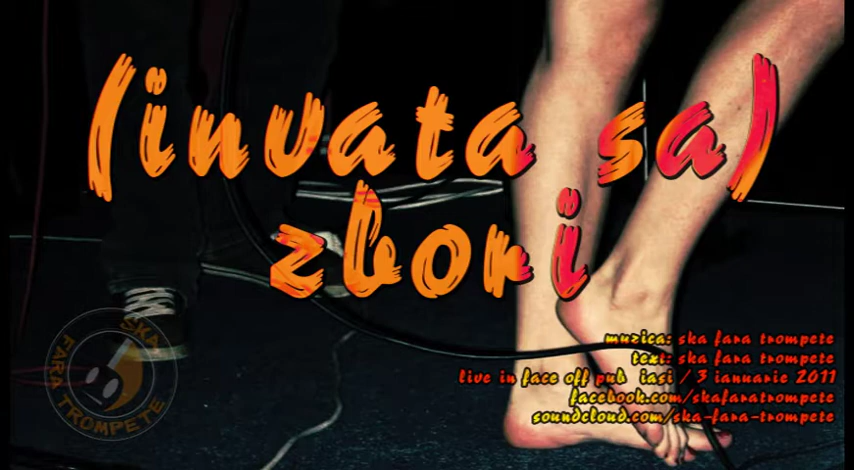 (invata sa)
zbori
muzica: ska fara trompete
text: ska fara trompete
live in face off pub iasi / 3 ianuarie 2011
facebook.com/skafaratrompete
soundcloud.com/ska-fara-trompete
SKA FARA TROMPETE